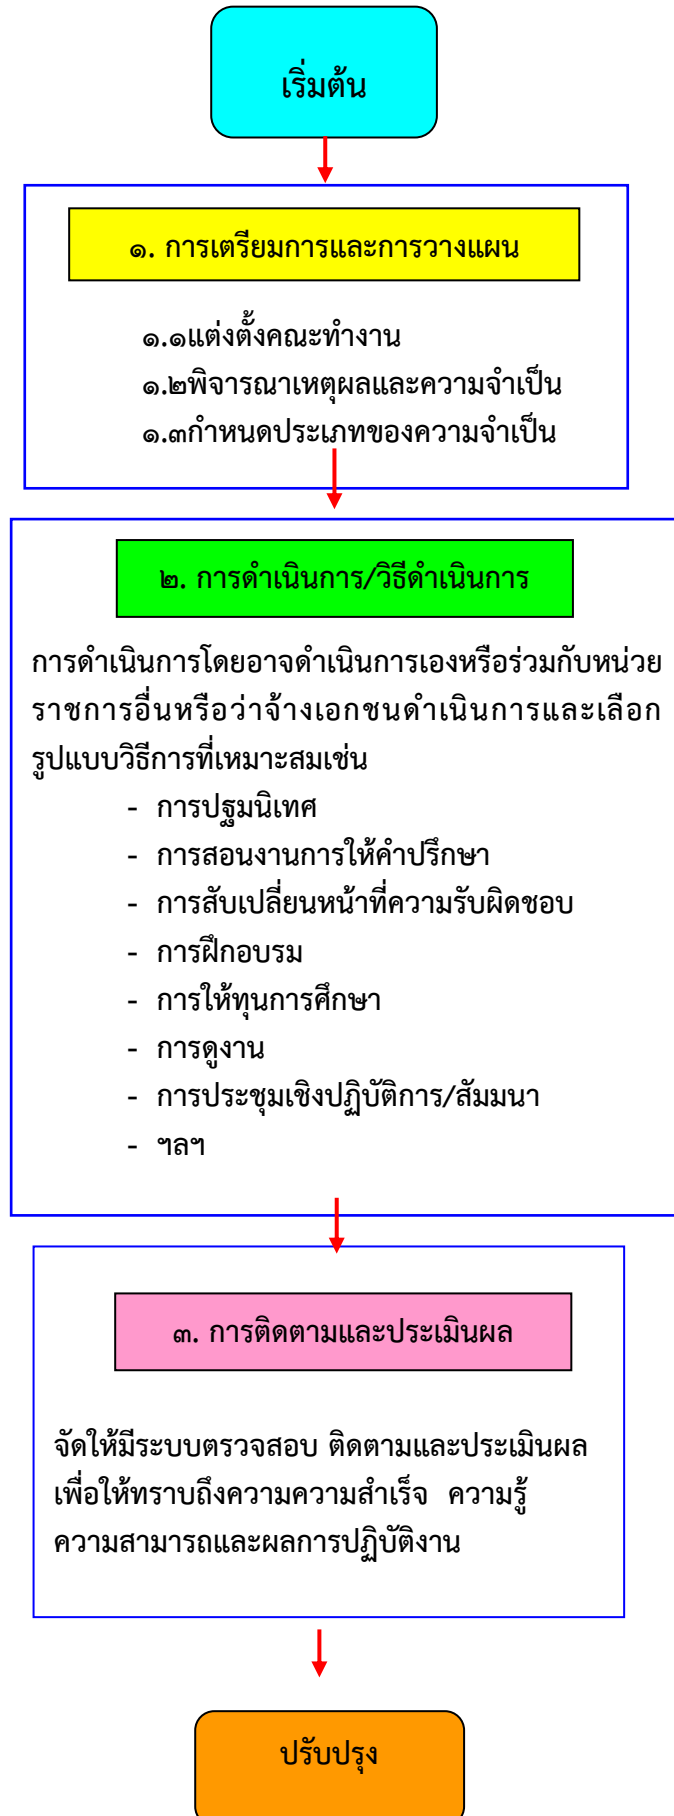 เริ่มต้น
๑. การเตรียมการและการวางแผน
๑.๑แต่งตั้งคณะทำงาน
๑.๒พิจารณาเหตุผลและความจำเป็น
๑.๓กำหนดประเภทของความจำเป็น
๒. การดำเนินการ/วิธีดำเนินการ
การดำเนินการโดยอาจดำเนินการเองหรือร่วมกับหน่วย
ราชการอื่นหรือว่าจ้างเอกชนดำเนินการและเลือก
รูปแบบวิธีการที่เหมาะสมเช่น
- การปฐมนิเทศ
- การสอนงานการให้คำปรึกษา
- การสับเปลี่ยนหน้าที่ความรับผิดชอบ
- การฝึกอบรม
- การให้ทุนการศึกษา
- การดูงาน
- การประชุมเชิงปฏิบัติการ/สัมมนา
- ฯลฯ
๓. การติดตามและประเมินผล
จัดให้มีระบบตรวจสอบ ติดตามและประเมินผล
เพื่อให้ทราบถึงความความสำเร็จ ความรู้
ความสามารถและผลการปฏิบัติงาน
ปรับปรุง